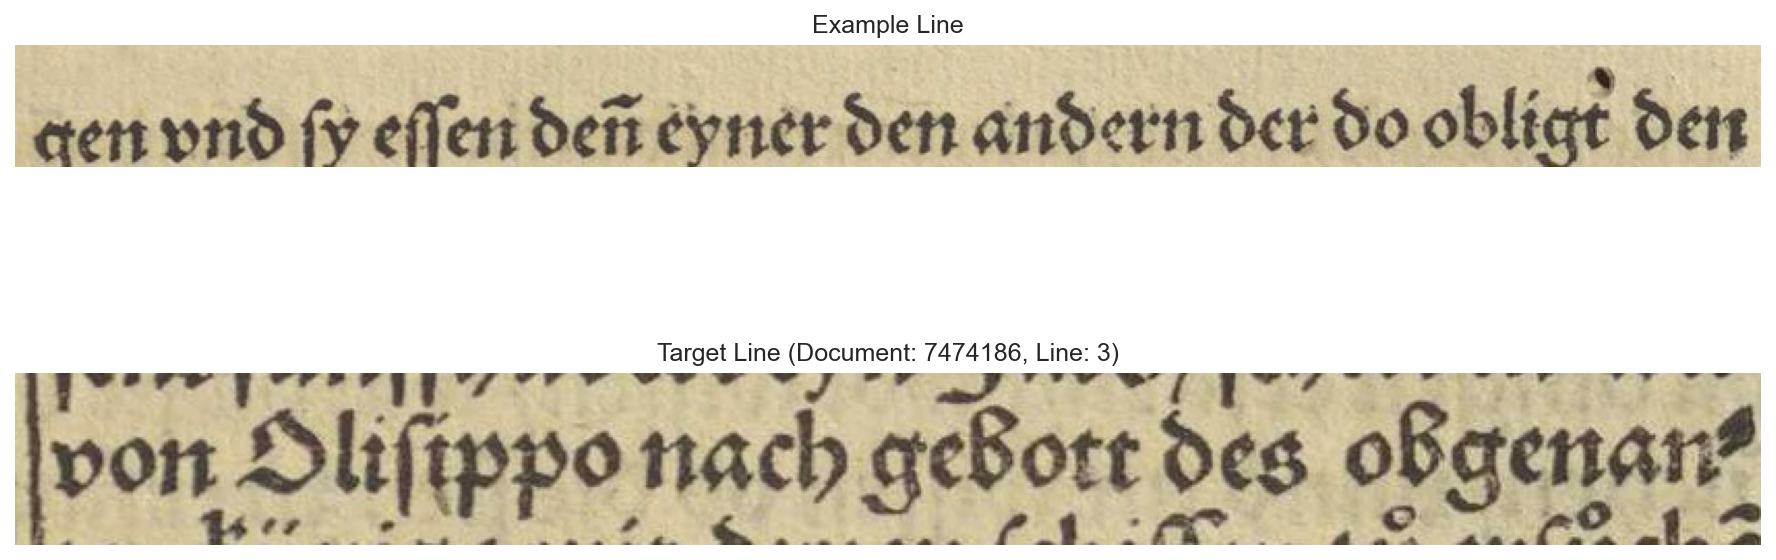 Example Line
gen vnd ſy eſſen deñ eyner den andern der do obligt den
Target Line (Document: 7474186, Line: 3)
von Oliſippo nach gebott des obgenan⸗